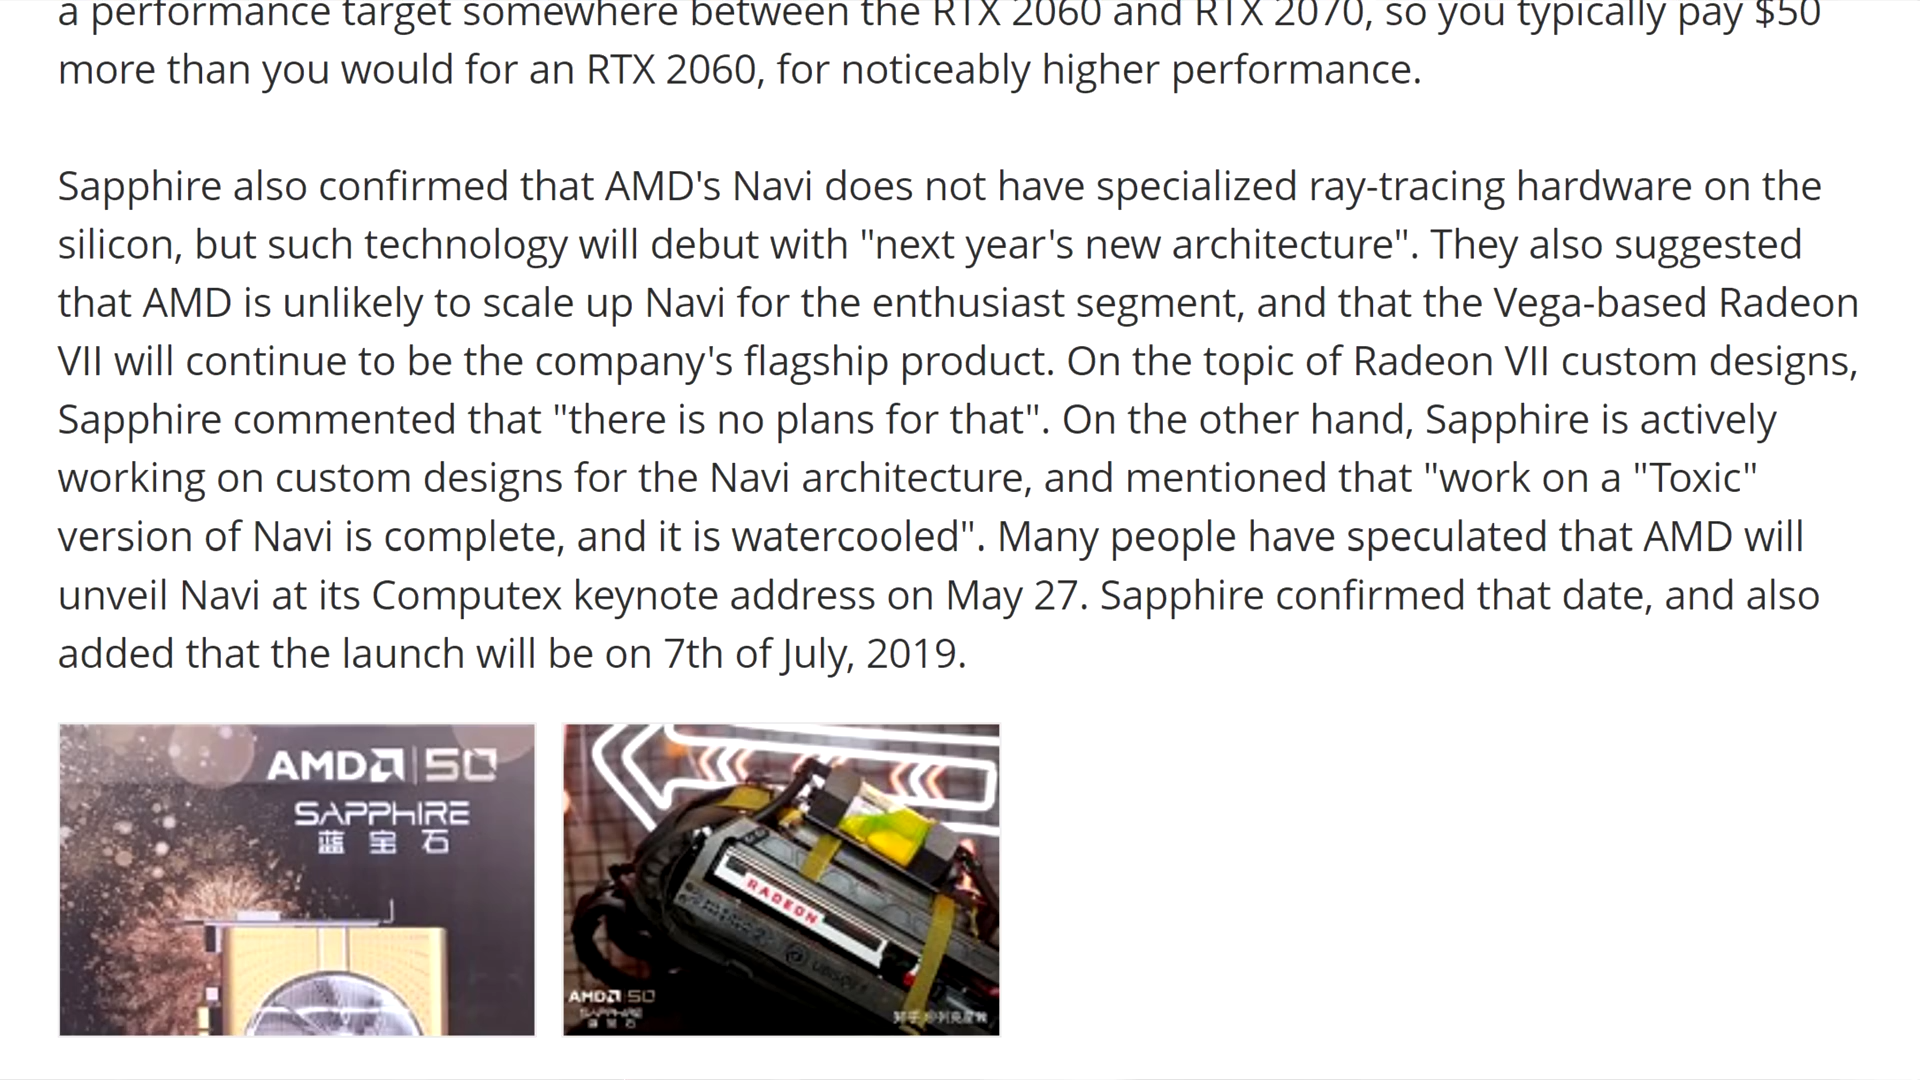 a performance target somewhere between the RTX 2060 and RTX 2070, so you typically pay $50
more than you would for an RTX 2060, for noticeably higher performance.
Sapphire also confirmed that AMD's Navi does not have specialized ray-tracing hardware on the
silicon, but such technology will debut with "next year's new architecture". They also suggested
that AMD is unlikely to scale up Navi for the enthusiast segment, and that the Vega-based Radeon
VII will continue to be the company's flagship product. On the topic of Radeon VII custom designs,
Sapphire commented that "there is no plans for that". On the other hand, Sapphire is actively
working on custom designs for the Navi architecture, and mentioned that "work on a "Toxic"
version of Navi is complete, and it is watercooled". Many people have speculated that AMD will
unveil Navi at its Computex keynote address on May 27. Sapphire confirmed that date, and also
added that the launch will be on 7th of July, 2019.
AMD 50
SAPPHIRE
蓝宝石
RADEON
AMD 50
SAPPHIRE
蓝宝石
知乎